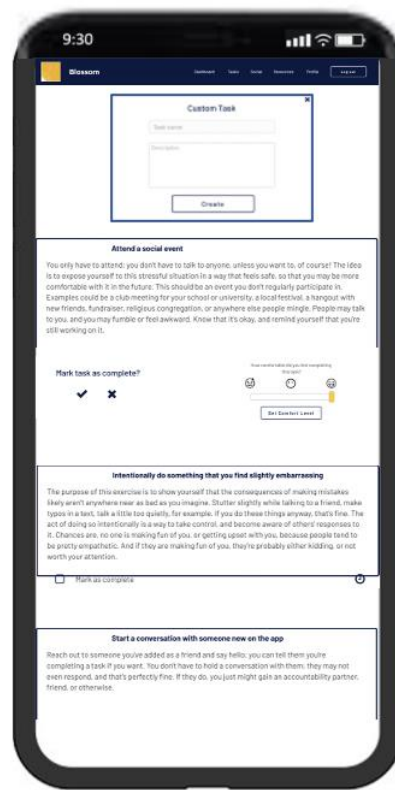 9:30
Blossom
Dashboard Tasks Social Resources Profile Log out
Custom Task
Task name
Description
Create
Attend a social event
You only have to attend; you don't have to talk to anyone, unless you want to, of course! The idea
is to expose yourself to this stressful situation in a way that feels safe, so that you may be more
comfortable with it in the future. This should be an event you don't regularly participate in.
Examples could be a club meeting for your school or university, a local festival, a hangout with
new friends, fundraiser, religious congregation, or anywhere else people mingle. People may talk
to you, and you may fumble or feel awkward. Know that it's okay, and remind yourself that you're
still working on it.
How comfortable did you feel completing
this task?
Mark task as complete?
Set Comfort Level
Intentionally do something that you find slightly embarrassing
The purpose of this exercise is to show yourself that the consequences of making mistakes
likely aren't anywhere near as bad as you imagine. Stutter slightly while talking to a friend, make
typos in a text, talk a little too quietly, for example. If you do these things anyway, that's fine. The
act of doing so intentionally is a way to take control, and become aware of others' responses to
it. Chances are, no one is making fun of you, or getting upset with you, because people tend to
be pretty empathetic. And if they are making fun of you, they're probably either kidding, or not
worth your attention.
Mark as complete
Start a conversation with someone new on the app
Reach out to someone you've added as a friend and say hello; you can tell them you're
completing a task if you want. You don't have to hold a conversation with them; they may not
even respond, and that's perfectly fine. If they do, you just might gain an accountability partner,
friend, or otherwise.